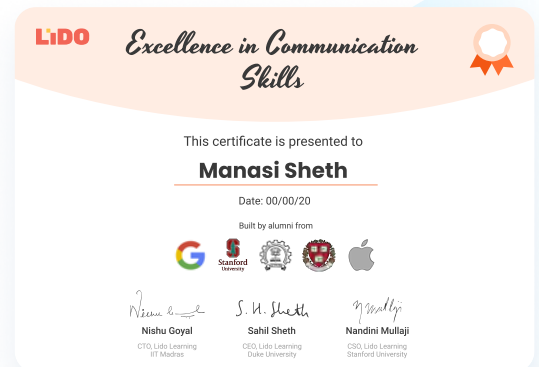 LiDO
Excellence in Communication
Skills
This certificate is presented to
Manasi Sheth
Date: 00/00/20
Built by alumni from
Stanford
University
S. H. Sheth
Nishu Goyal
Sahil Sheth
Nandini Mullaji
CTO, Lido Learning
IIT Madras
CEO, Lido Learning
Duke University
CSO, Lido Learning
Stanford University